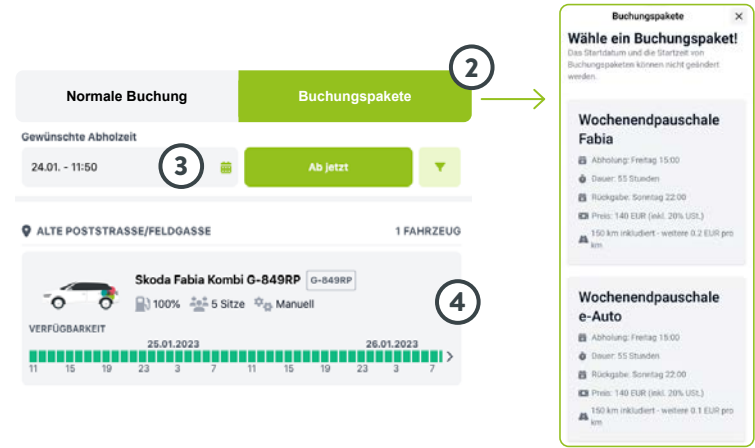 2
Normale Buchung
Buchungspakete
Gewünschte Abholzeit
24.01. - 11:50
3
Ab jetzt
ALTE POSTSTRASSE/FELDGASSE
1 FAHRZEUG
Skoda Fabia Kombi G-849RP
G-849RP
100%
5 Sitze
Manuell
4
VERFÜGBARKEIT
25.01.2023
26.01.2023
11 15 19 23 3 7 11 15 19 23 3 7
Buchungspakete
Wähle ein Buchungspaket!
Das Startdatum und die Startzeit von
Buchungspaketen können nicht geändert
werden.
Wochenendpauschale
Fabia
Abholung: Freitag 15:00
Dauer: 55 Stunden
Rückgabe: Sonntag 22:00
Preis: 140 EUR (inkl. 20% USt.)
150 km inkludiert - weitere 0.2 EUR pro
km
Wochenendpauschale
e-Auto
Abholung: Freitag 15:00
Dauer: 55 Stunden
Rückgabe: Sonntag 22:00
Preis: 140 EUR (inkl. 20% USt.)
150 km inkludiert - weitere 0.1 EUR pro
km